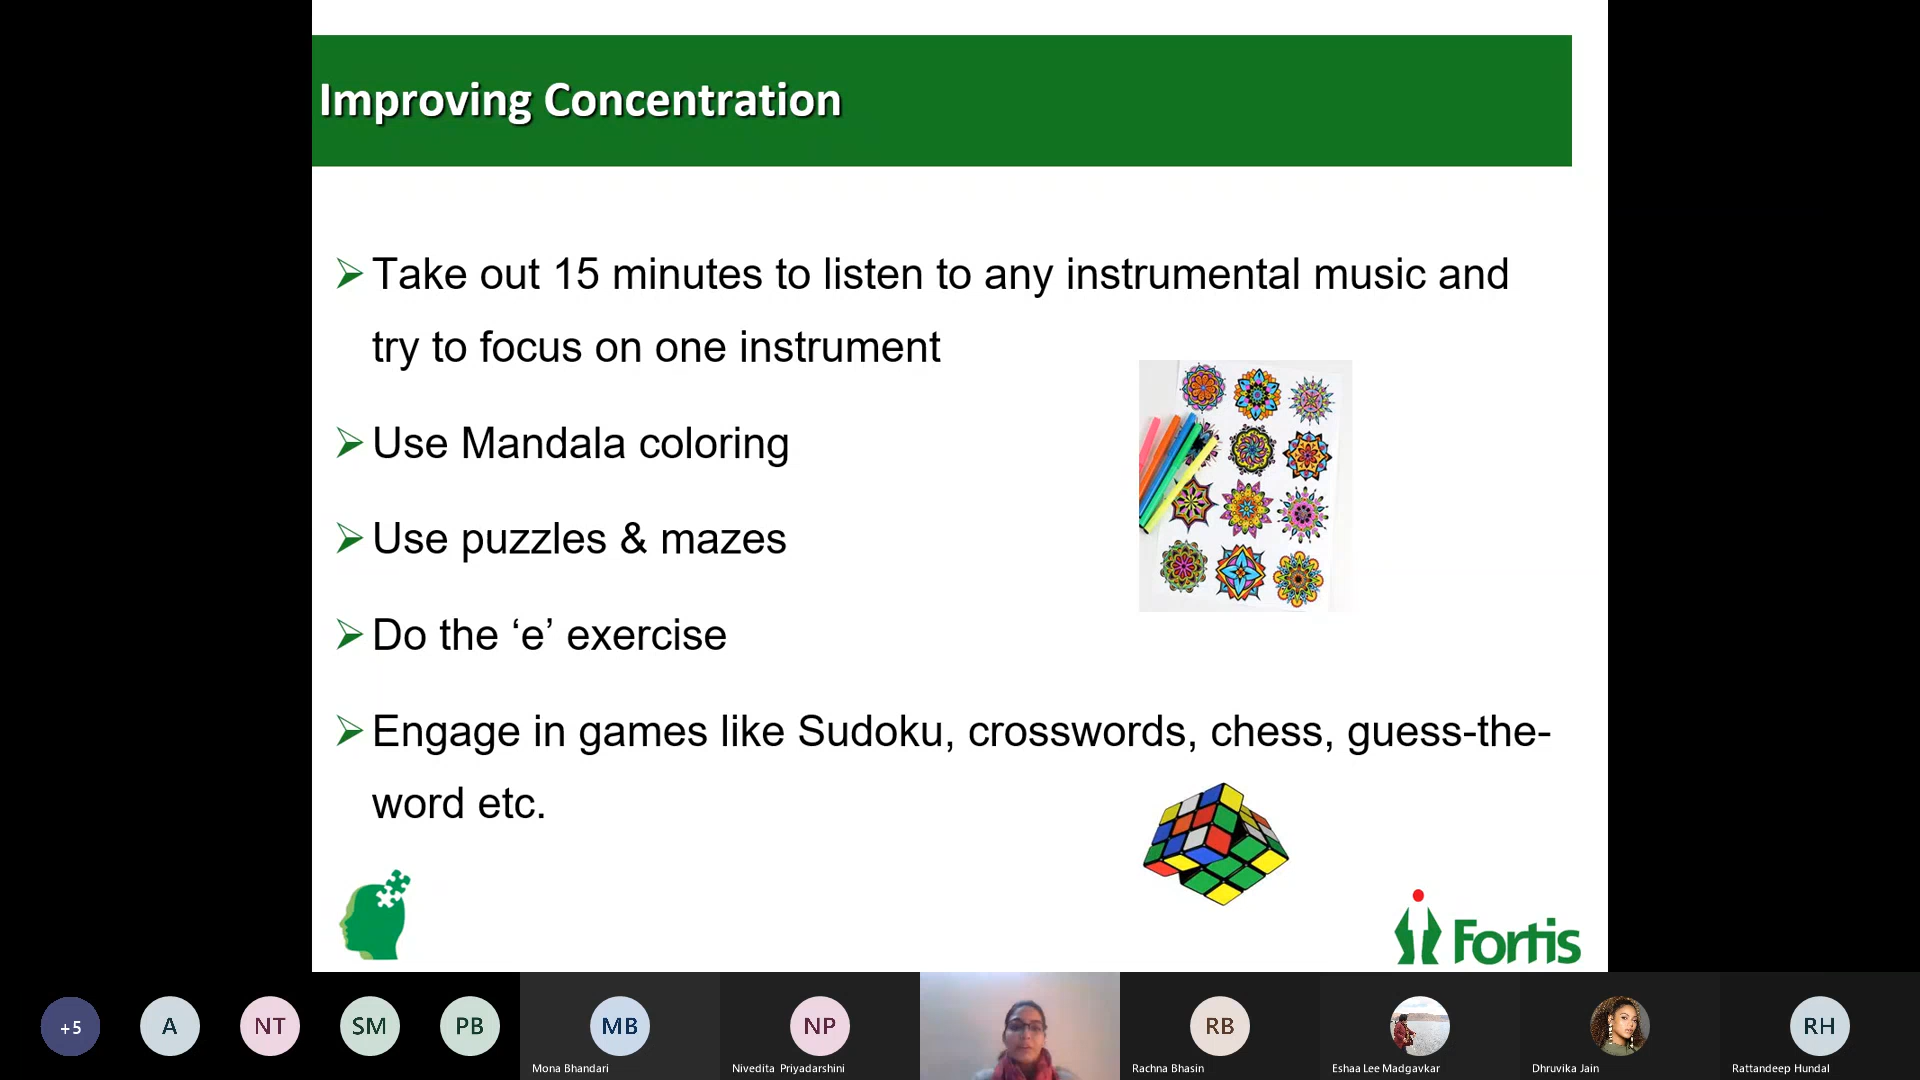 Improving Concentration
Take out 15 minutes to listen to any instrumental music and
try to focus on one instrument
Use Mandala coloring
Use puzzles & mazes
Do the ‘e’ exercise
Engage in games like Sudoku, crosswords, chess, guess-the-
word etc.
Fortis
+5
A
NT
SM
PB
MB
NP
RB
RH
Mona Bhandari
Nivedita Priyadarshini
Rachna Bhasin
Eshaa Lee Madgavkar
Dhruvika Jain
Rattandeep Hundal